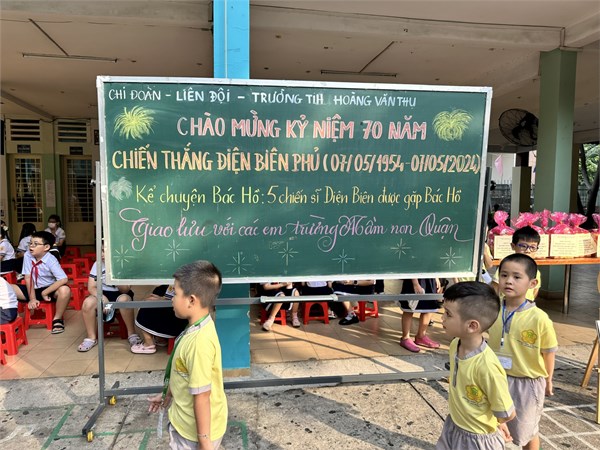 CHI ĐOÀN - LIÊN ĐỘI - TRƯỜNG TiH HOÀNG VĂN THỤ
CHÀO MỪNG KỶ NIỆM 70 NĂM
CHIẾN THẮNG ĐIỆN BIÊN PHỦ (07/05/1954 - 07/05/2024)
Kể chuyện Bác Hồ: 5 chiến sĩ Điện Biên được gặp Bác Hồ
Giao lưu với các em trường Mầm non Quận